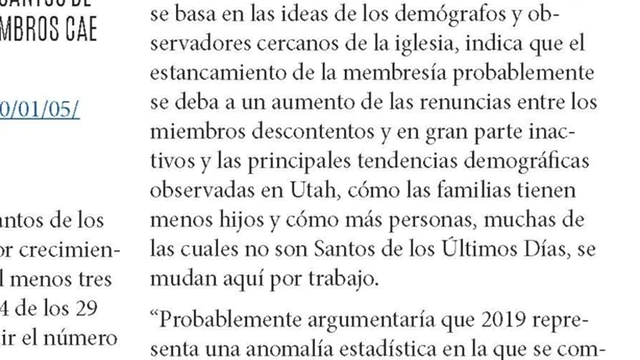 ANTOS DE
MBROS CAE
0/01/05/
antos de los
or crecimien-
l menos tres
4 de los 29
ir el número
se basa en las ideas de los demógrafos y ob-
servadores cercanos de la iglesia, indica que el
estancamiento de la membresía probablemente
se deba a un aumento de las renuncias entre los
miembros descontentos y en gran parte inac-
tivos y las principales tendencias demográficas
observadas en Utah, cómo las familias tienen
menos hijos y cómo más personas, muchas de
las cuales no son Santos de los Últimos Días, se
mudan aquí por trabajo.
“Probablemente argumentaría que 2019 repre-
senta una anomalía estadística en la que se com-